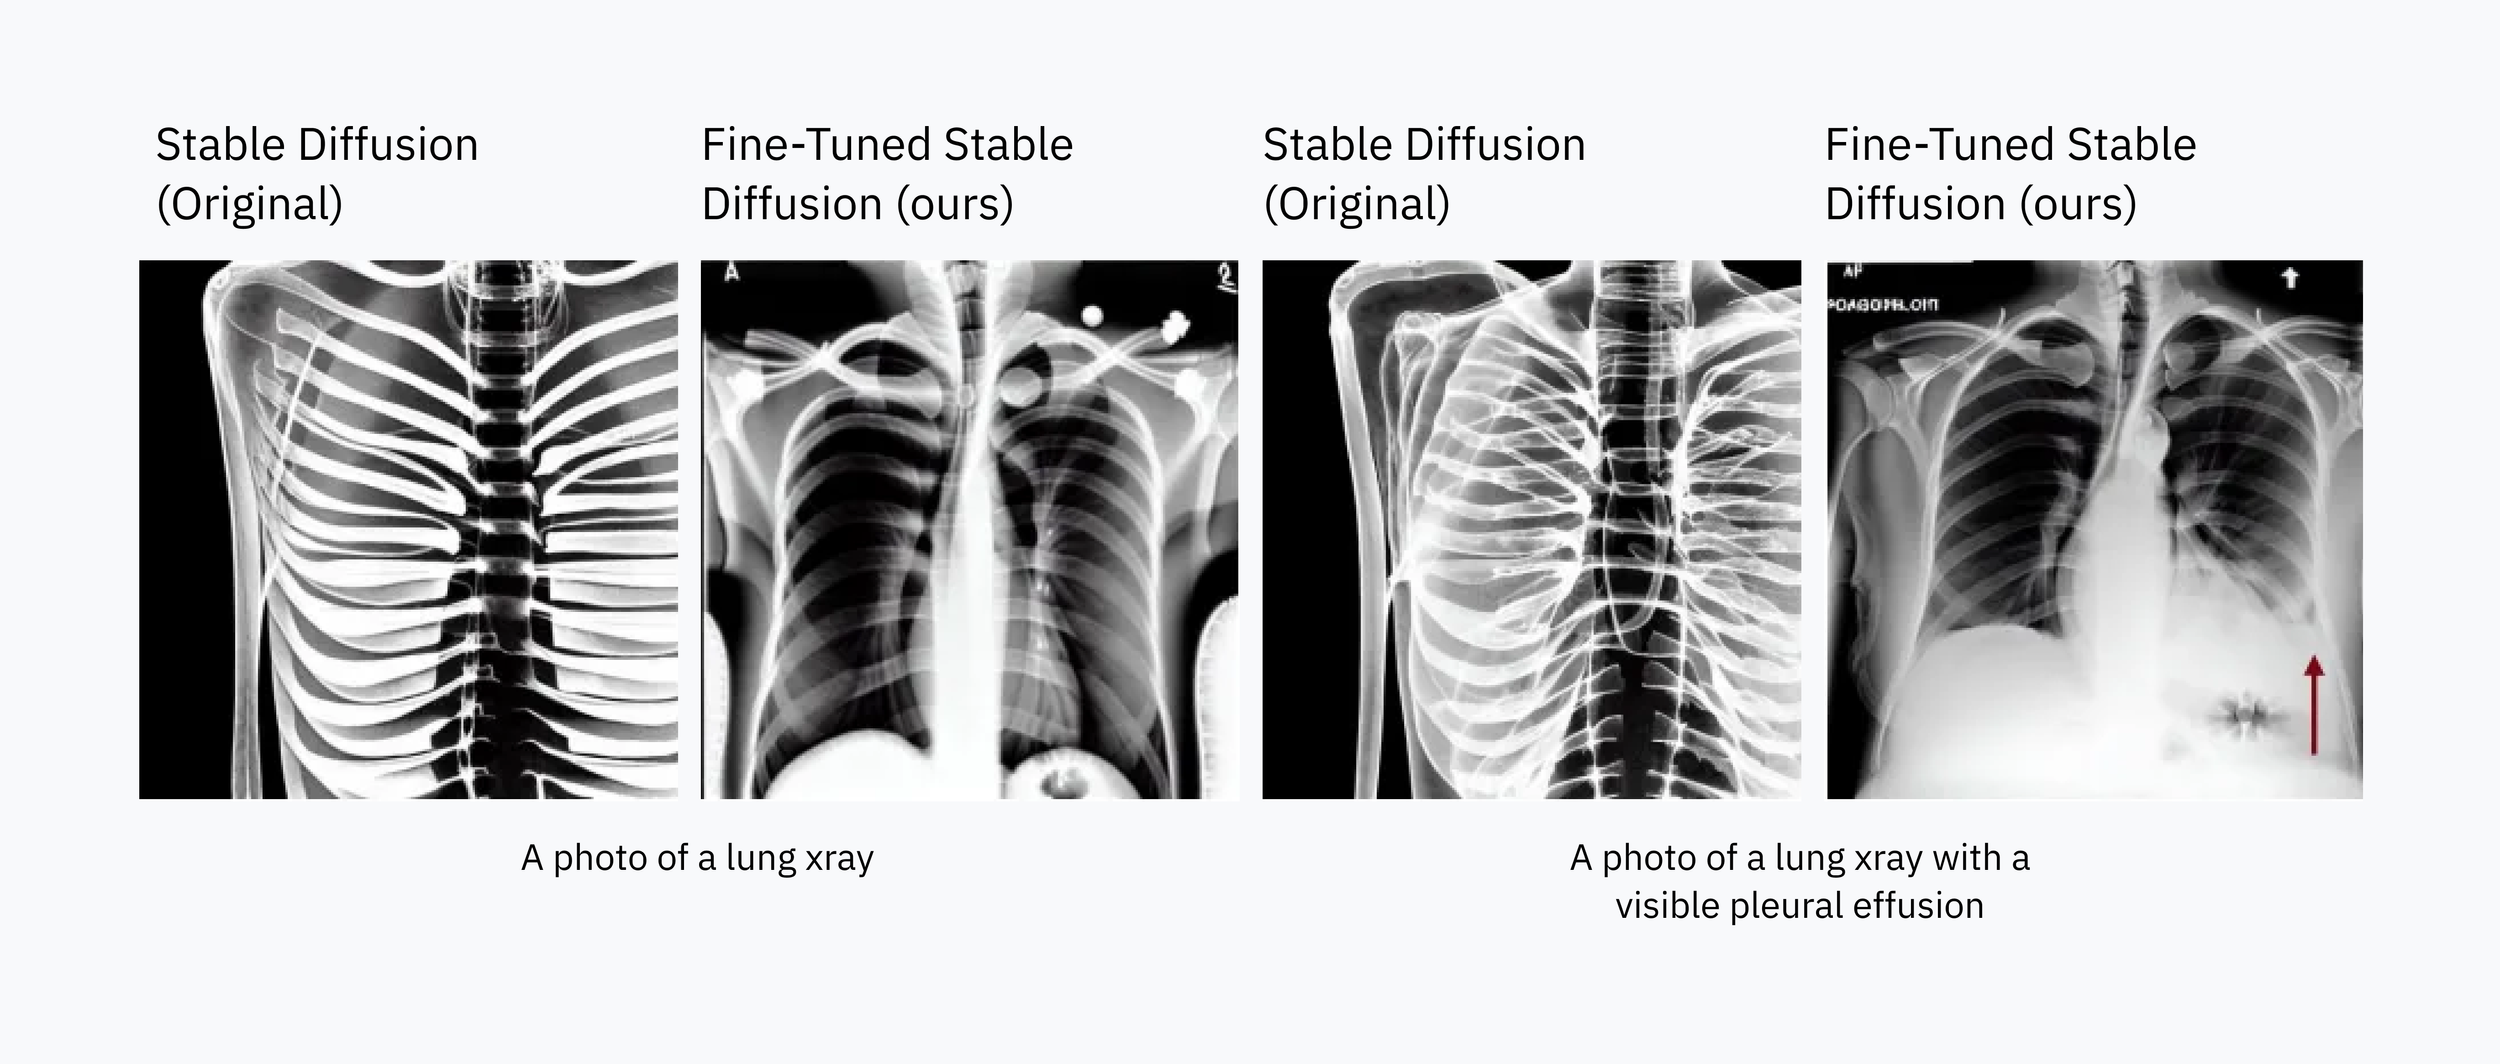 Stable Diffusion
(Original)
Fine-Tuned Stable
Diffusion (ours)
Stable Diffusion
(Original)
Fine-Tuned Stable
Diffusion (ours)
A
AP
A photo of a lung xray
A photo of a lung xray with a
visible pleural effusion